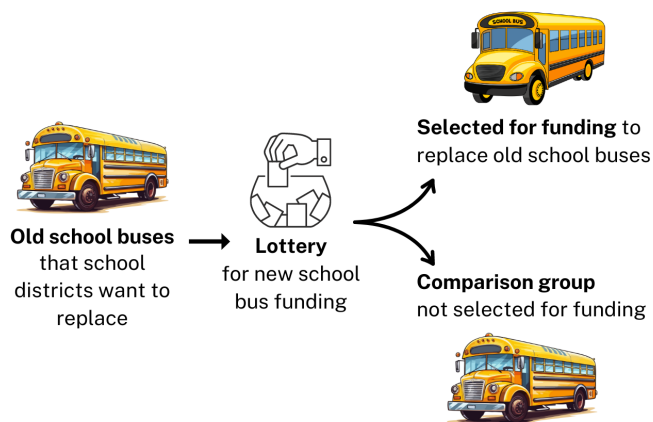 SCHOOL BUS
Selected for funding to
replace old school buses
Old school buses
that school
districts want to
replace
Lottery
for new school
bus funding
Comparison group
not selected for funding